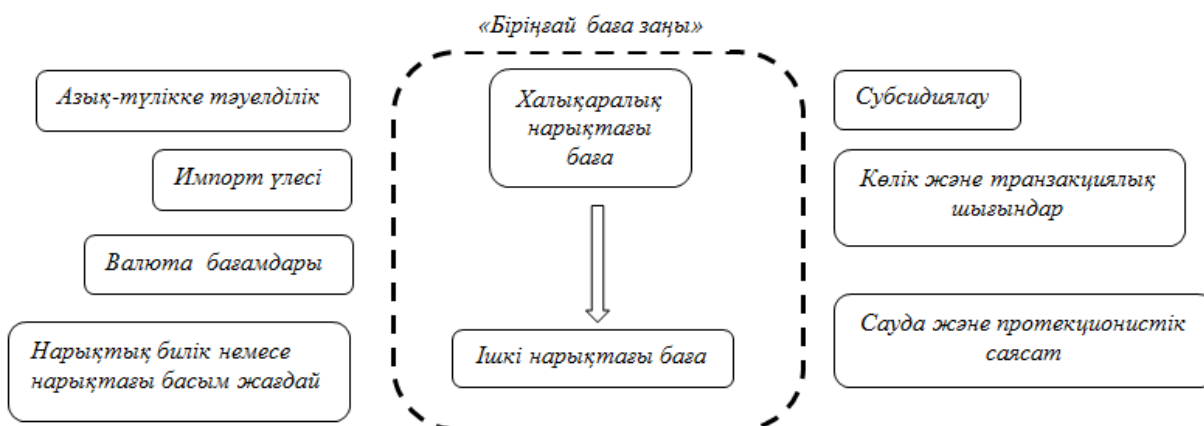 «Біріңғай баға заңы»
Азық-түлікке тәуелділік
Импорт үлесі
Валюта бағамдары
Нарықтық билік немесе
нарықтағы басым жағдай
Халықаралық
нарықтағы
баға
Ішкі нарықтағы баға
Субсидиялау
Көлік және транзакциялық
шығындар
Сауда және протекционистік
саясат